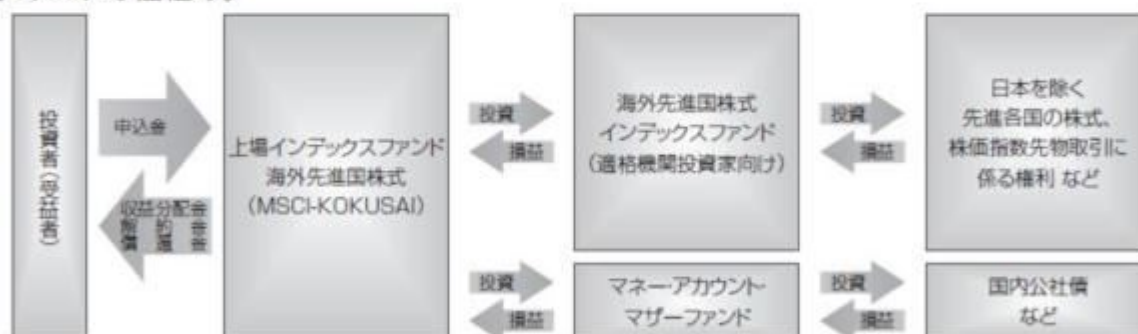 投資者(受益者)
申込金
収益分配金
解約金
償還金
上場インデックスファンド
海外先進国株式
(MSCI-KOKUSAI)
投資
損益
海外先進国株式
インデックスファンド
(適格機関投資家向け)
投資
損益
日本を除く
先進各国の株式、
株価指数先物取引に
係る権利 など
投資
損益
マネー・アカウント・
マザーファンド
投資
損益
国内公社債
など